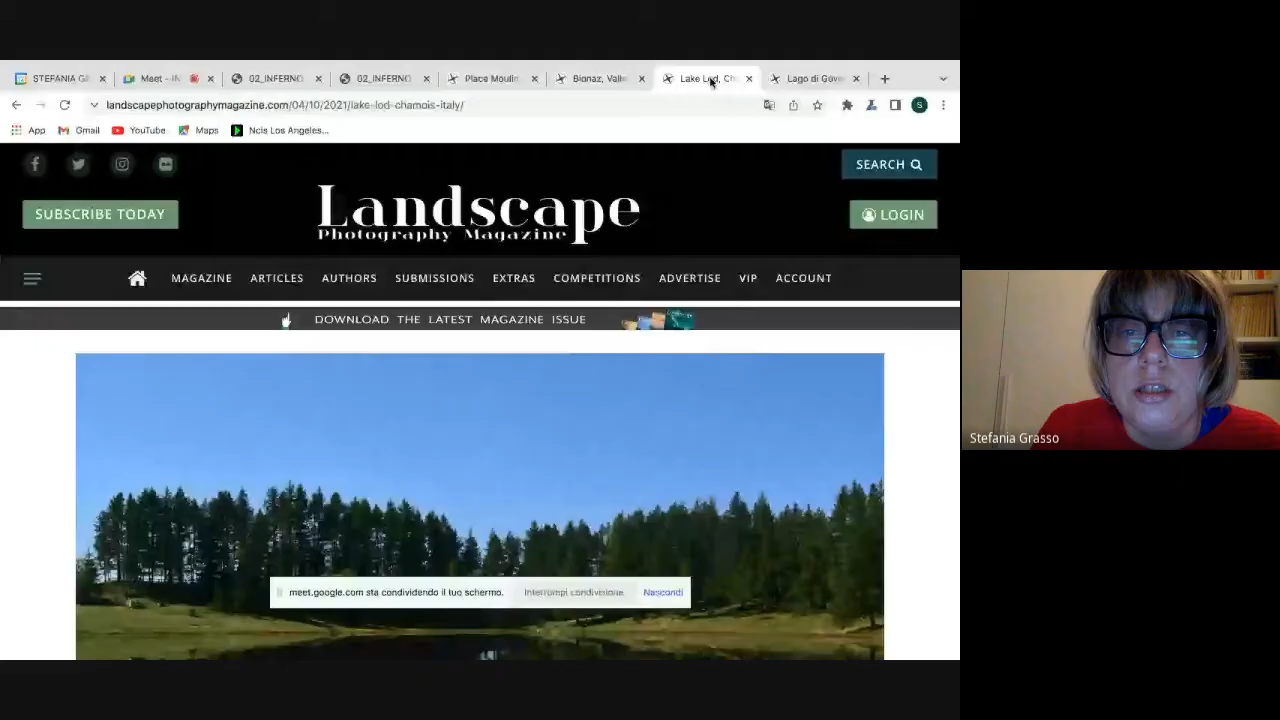 STEFANIA G
Meet – IN
02_INFERNO
02_INFERNO
Place Moulin
Bionaz, Valle
Lake Lod, Ch
Lago di Gove
landscapephotographymagazine.com/04/10/2021/lake-lod-chamois-italy/
S
App
Gmail
YouTube
Maps
Ncis Los Angeles...
SEARCH
SUBSCRIBE TODAY
Landscape
Photography Magazine
LOGIN
MAGAZINE ARTICLES AUTHORS SUBMISSIONS EXTRAS COMPETITIONS ADVERTISE VIP ACCOUNT
DOWNLOAD THE LATEST MAGAZINE ISSUE
meet.google.com sta condividendo il tuo schermo. Interrompi condivisione Nascondi
Stefania Grasso